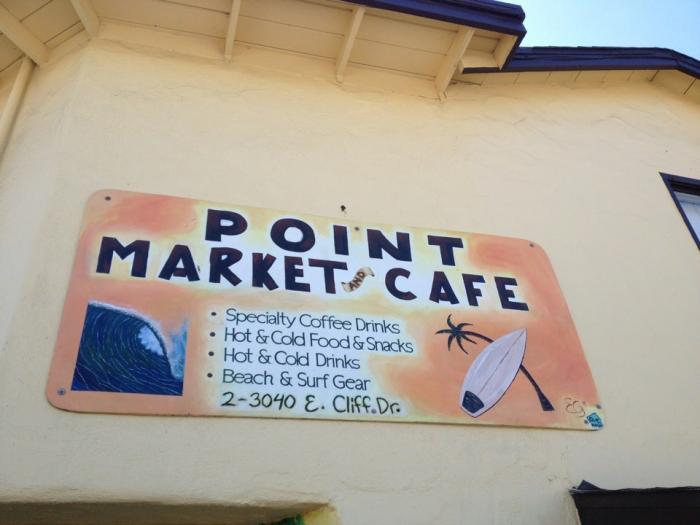 POINT
MARKET AND CAFE
• Specialty Coffee Drinks
• Hot & Cold Food & Snacks
• Hot & Cold Drinks
• Beach & Surf Gear
2-3040 E. Cliff. Dr.